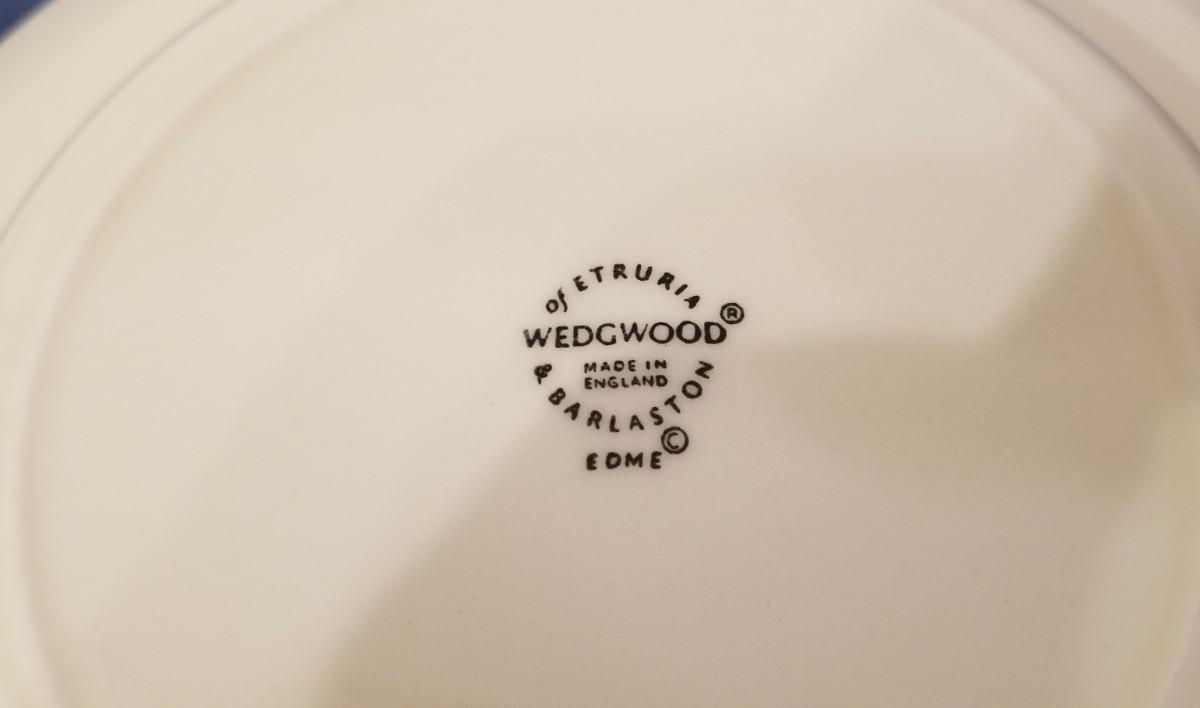 of ETRURIA
WEDGWOOD®
MADE IN
ENGLAND
& BARLASTON
EDME©